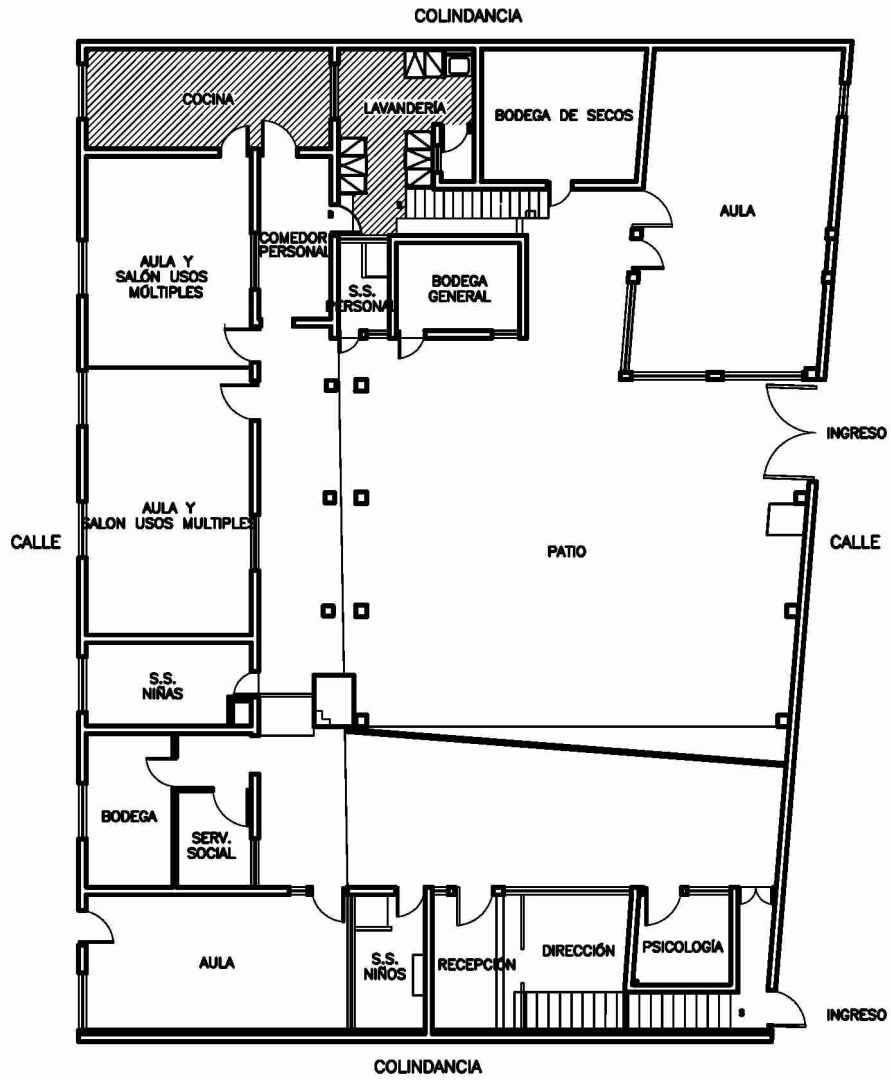 COLINDANCIA
COCINA
LAVANDERÍA
BODEGA DE SECOS
AULA
S
S
COMEDOR
PERSONAL
AULA Y
SALÓN USOS
MÚLTIPLES
S.S.
PERSONAL
BODEGA
GENERAL
INGRESO
AULA Y
SALON USOS MULTIPLES
CALLE
PATIO
CALLE
S.S.
NIÑAS
BODEGA
SERV.
SOCIAL
AULA
S.S.
NIÑOS
RECEPCIÓN
DIRECCIÓN
PSICOLOGÍA
S
INGRESO
COLINDANCIA